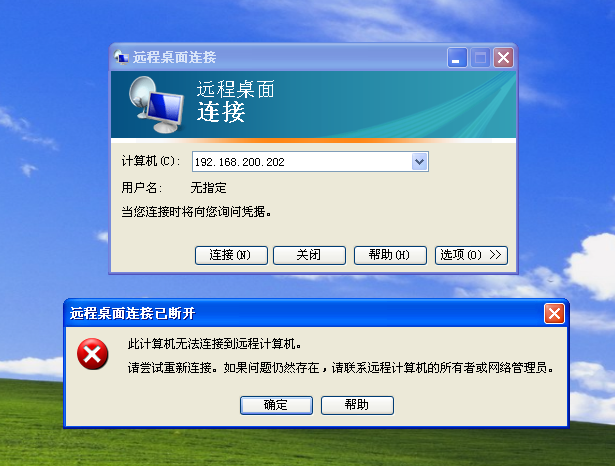 远程桌面连接
远程桌面
连接
计算机(C): 192.168.200.202
用户名: 无指定
当您连接时将向您询问凭据。
连接(N) 关闭 帮助(H) 选项(O) >>
远程桌面连接已断开
此计算机无法连接到远程计算机。
请尝试重新连接。如果问题仍然存在，请联系远程计算机的所有者或网络管理员。
确定 帮助